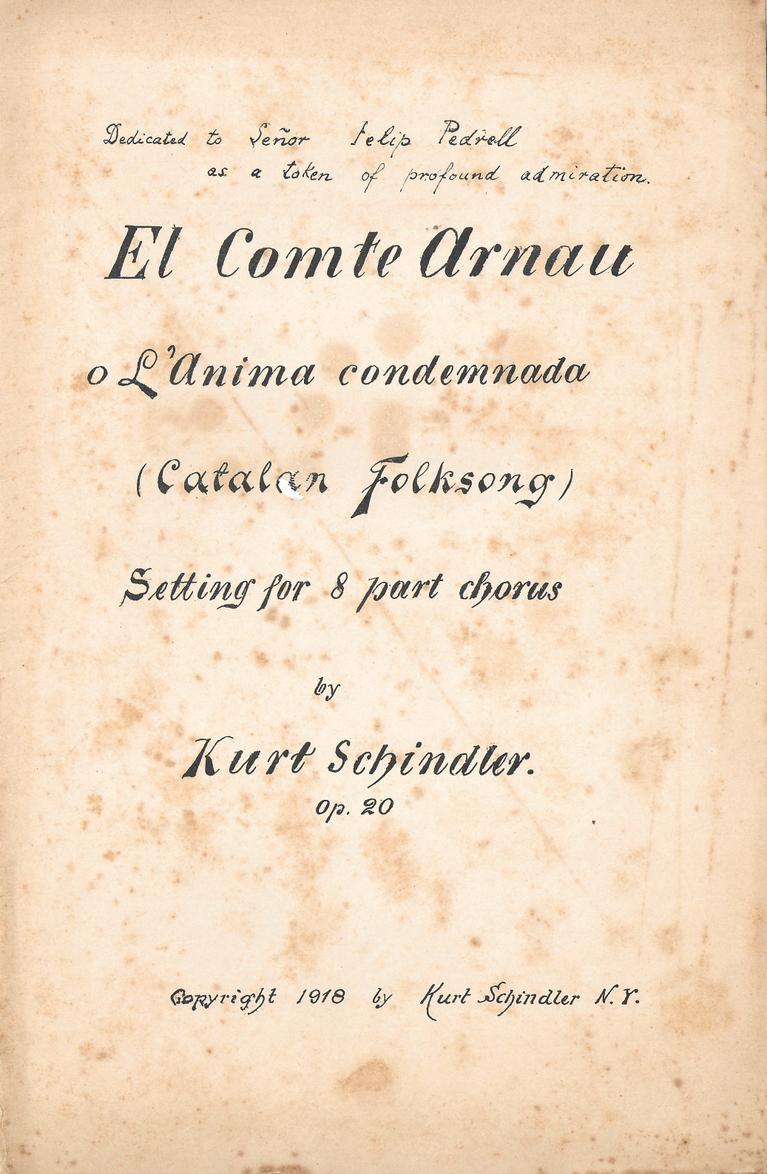 Dedicated to Señor Felip Pedrell
as a token of profound admiration.
El Comte Arnau
o L'Anima condemnada
(Catalan Folksong)
Setting for 8 part chorus
by
Kurt Schindler.
Op. 20
Copyright 1918 by Kurt Schindler N.Y.